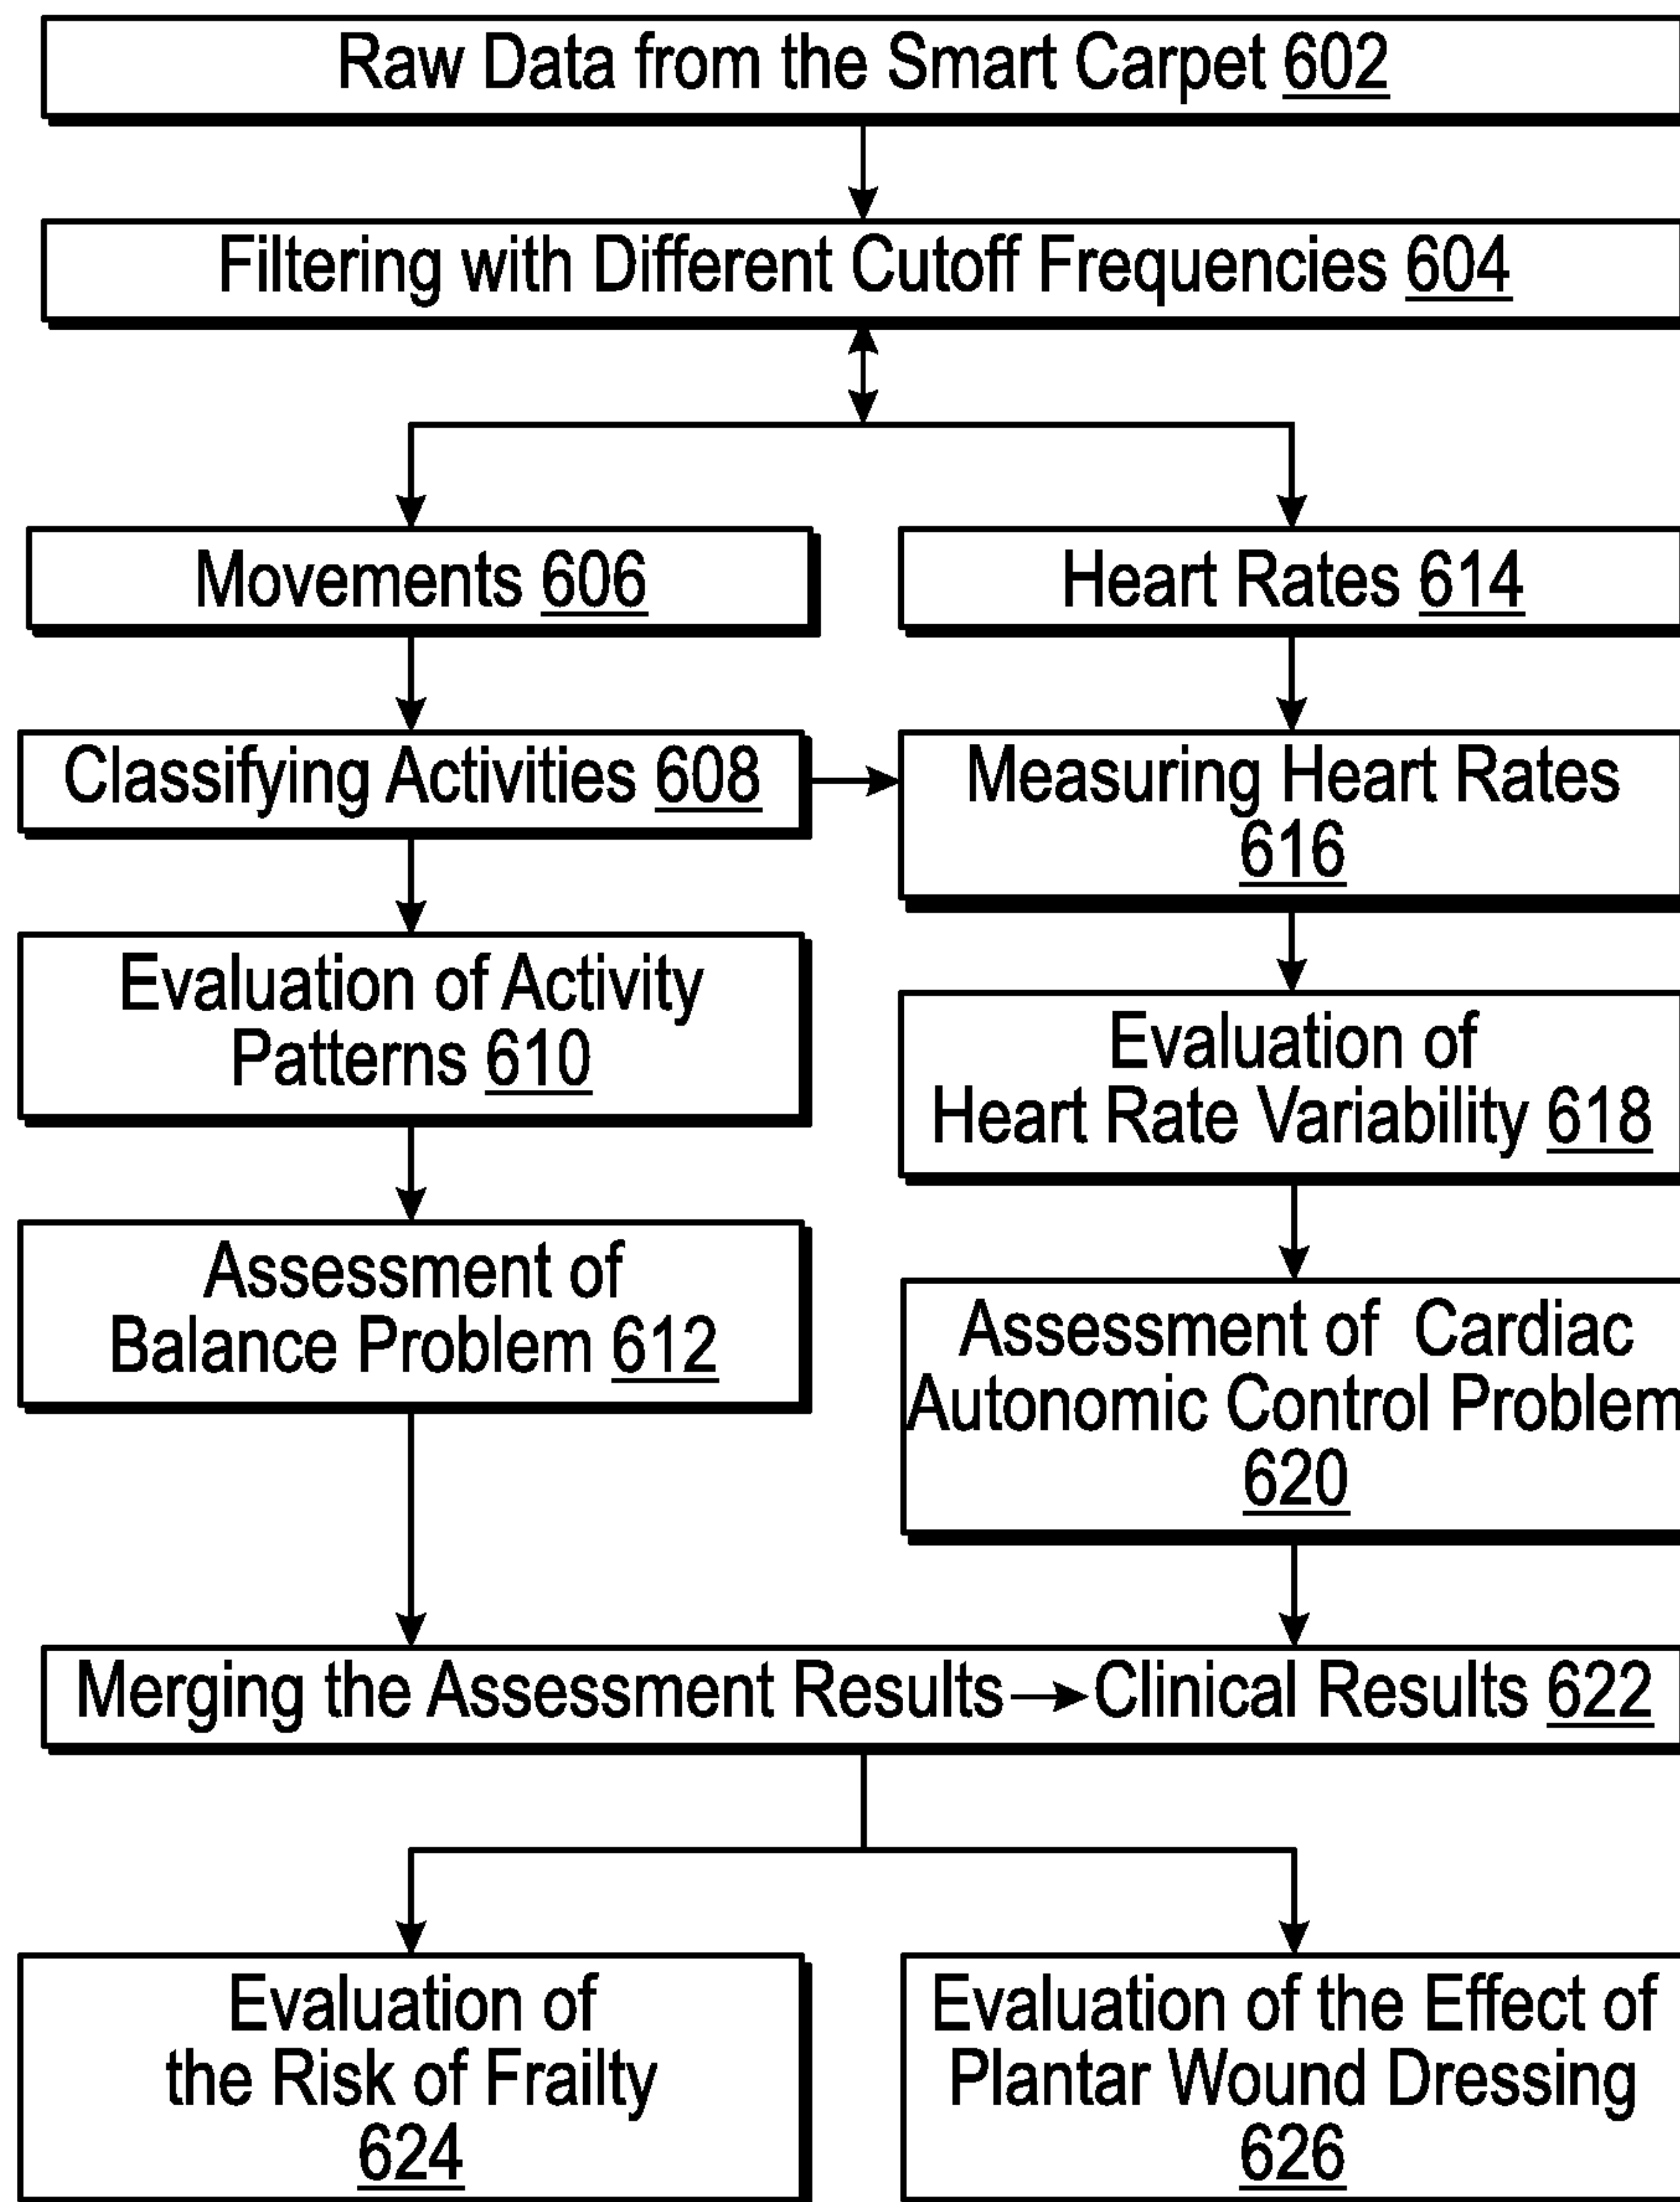 Raw Data from the Smart Carpet 602
Filtering with Different Cutoff Frequencies 604
Movements 606
Heart Rates 614
Classifying Activities 608
Measuring Heart Rates
616
Evaluation of Activity
Patterns 610
Evaluation of
Heart Rate Variability 618
Assessment of
Balance Problem 612
Assessment of Cardiac
Autonomic Control Problem
620
Merging the Assessment Results → Clinical Results 622
Evaluation of
the Risk of Frailty
624
Evaluation of the Effect of
Plantar Wound Dressing
626